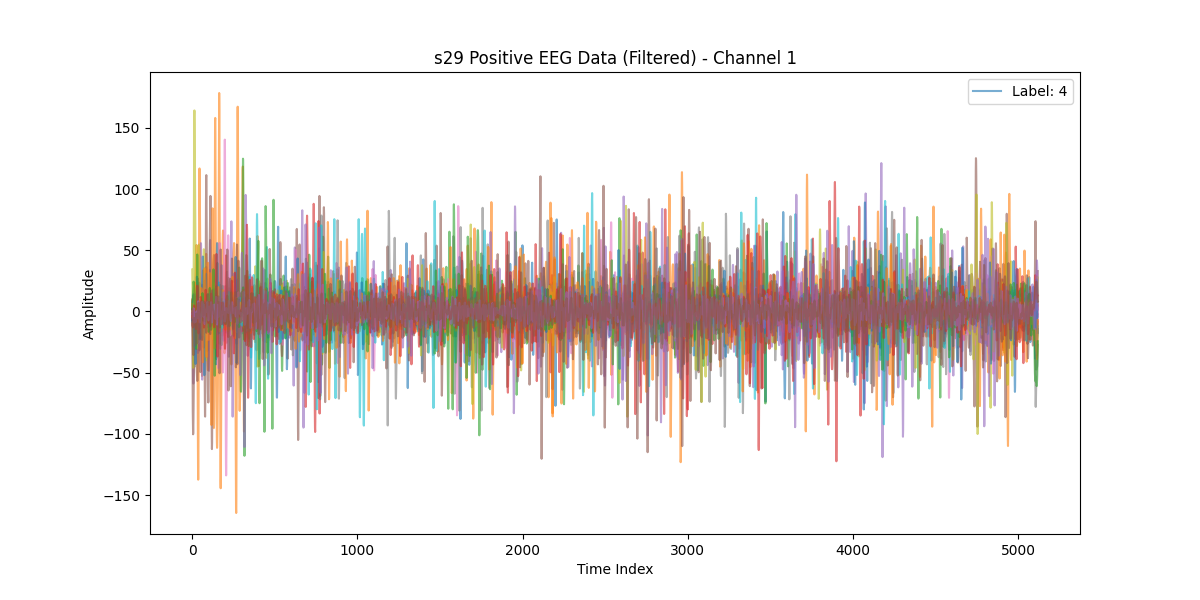 s29 Positive EEG Data (Filtered) - Channel 1
Label: 4
Amplitude
150
100
50
0
−50
−100
−150
0 1000 2000 3000 4000 5000
Time Index